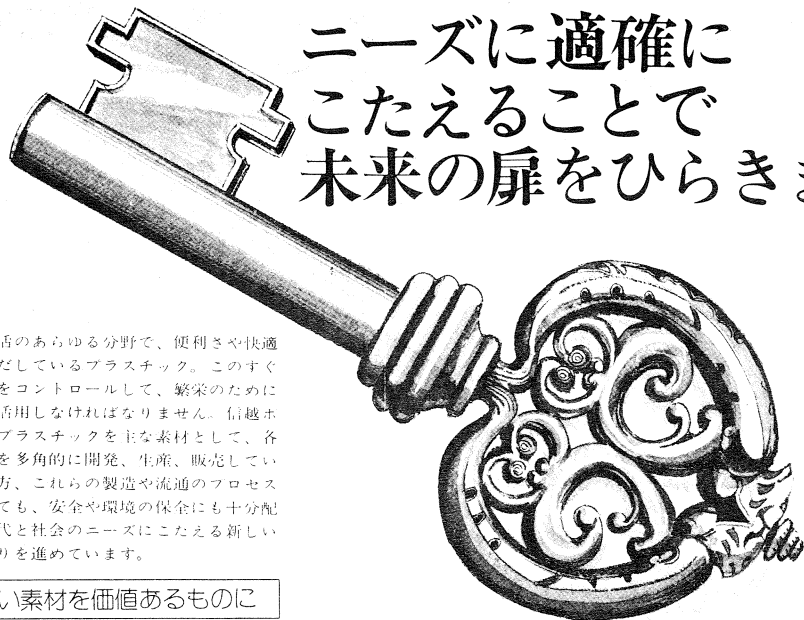 ニーズに適確に
こたえることで
未来の扉をひらきま
活のあらゆる分野で、便利さや快適
だしているプラスチック。このすぐ
をコントロールして、繁栄のために
活用しなければなりません。信越ポ
プラスチックを主な素材として、各
を多角的に開発、生産、販売してい
方、これらの製造や流通のプロセス
ても、安全や環境の保全にも十分配
代と社会のニーズにこたえる新しい
りを進めています。
い素材を価値あるものに